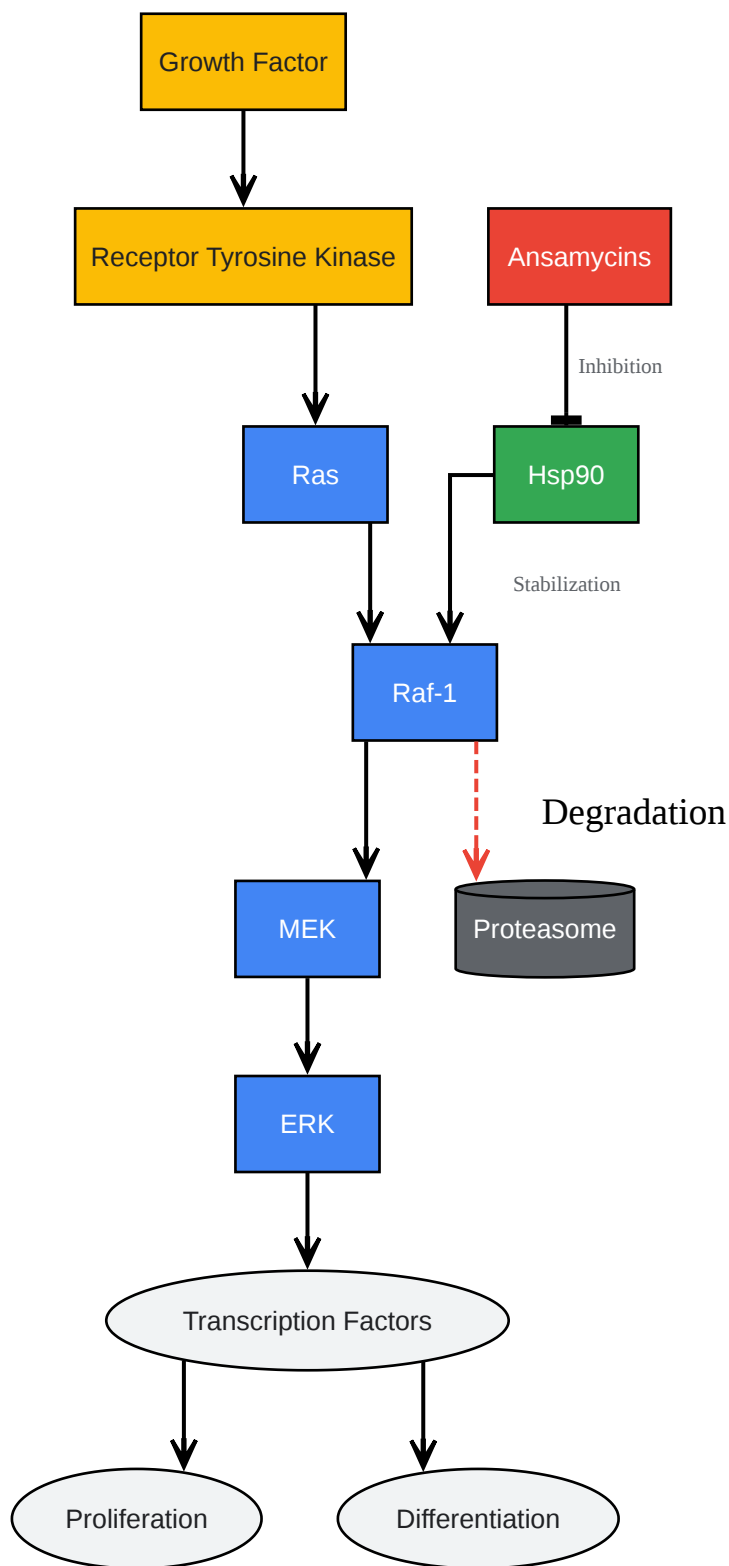 Growth Factor
Receptor Tyrosine Kinase
Ansamycins
Inhibition
Ras
Hsp90
Stabilization
Raf-1
Degradation
MEK
Proteasome
ERK
Transcription Factors
Proliferation
Differentiation